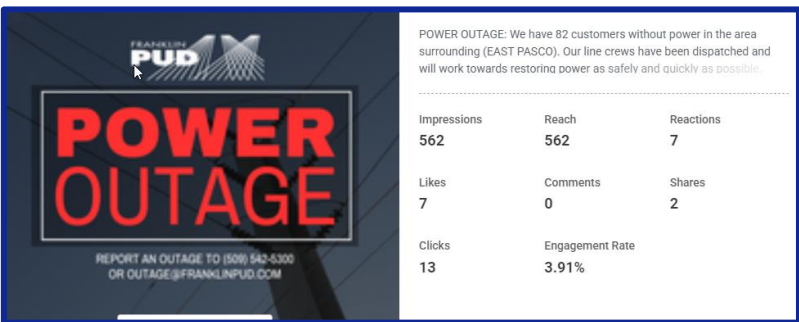 FRANKLIN
PUD
POWER
OUTAGE
REPORT AN OUTAGE TO (509) 542-5300
OR OUTAGE@FRANKLINPUD.COM
POWER OUTAGE: We have 82 customers without power in the area
surrounding (EAST PASCO). Our line crews have been dispatched and
will work towards restoring power as safely and quickly as possible.
Impressions Reach Reactions
562 562 7
Likes Comments Shares
7 0 2
Clicks Engagement Rate
13 3.91%